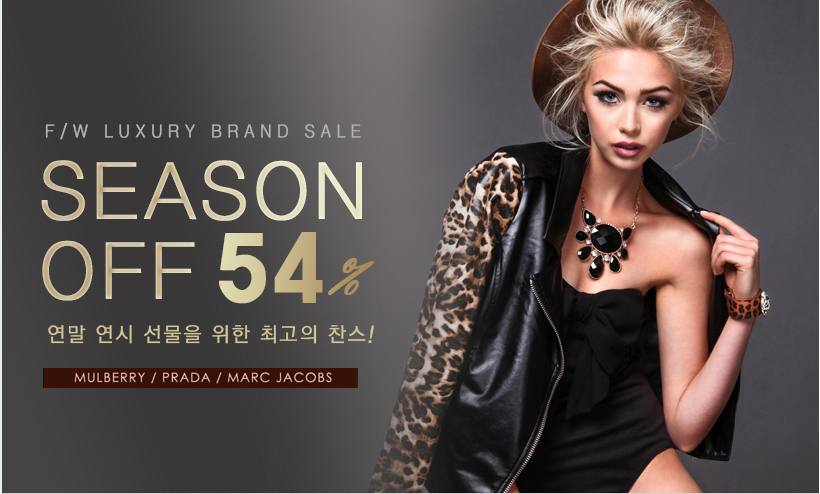 F/W LUXURY BRAND SALE
SEASON
OFF 54%
연말 연시 선물을 위한 최고의 찬스!
MULBERRY / PRADA / MARC JACOBS